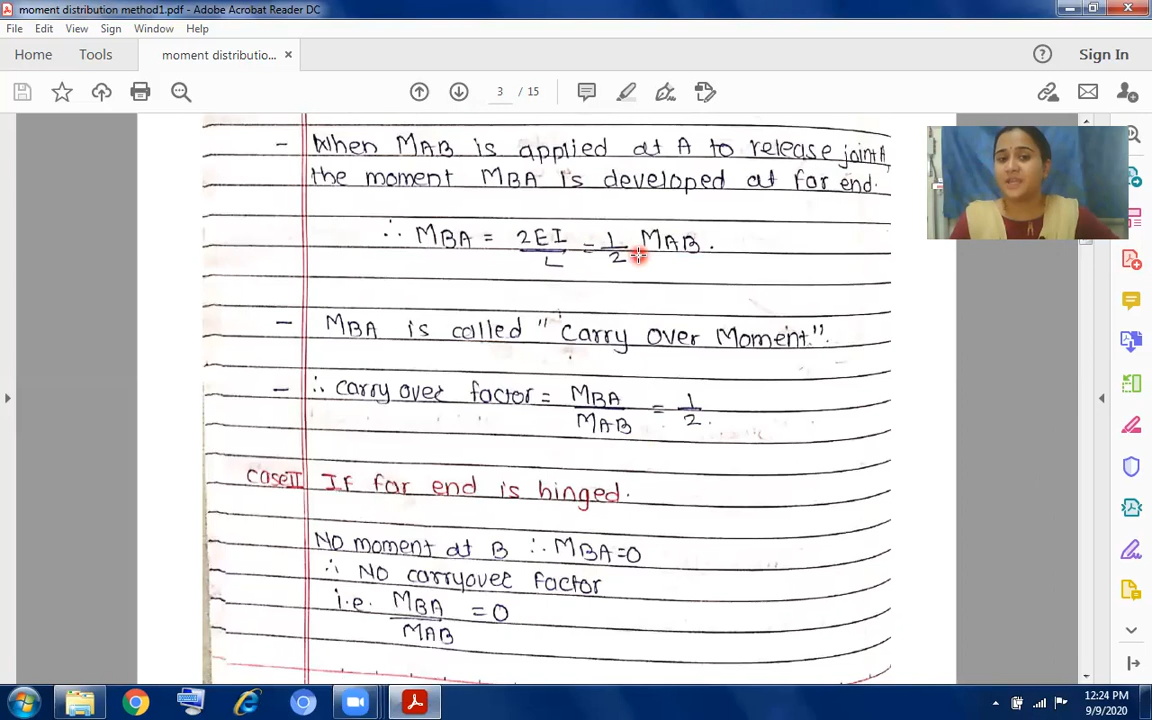 moment distribution method1.pdf - Adobe Acrobat Reader DC
File Edit View Sign Window Help
Home Tools moment distributio... × Sign In
3 / 15
- When MAB is applied at A to release joint A
the moment MBA is developed at far end.
∴ MBA = 2EI/L = 1/2 MAB.
- MBA is called "Carry Over Moment".
- ∴ carry over factor = MBA/MAB = 1/2.
Case II If far end is hinged.
No moment at B ∴ MBA=0
∴ No carryover factor
i.e. MBA/MAB = 0
12:24 PM
9/9/2020